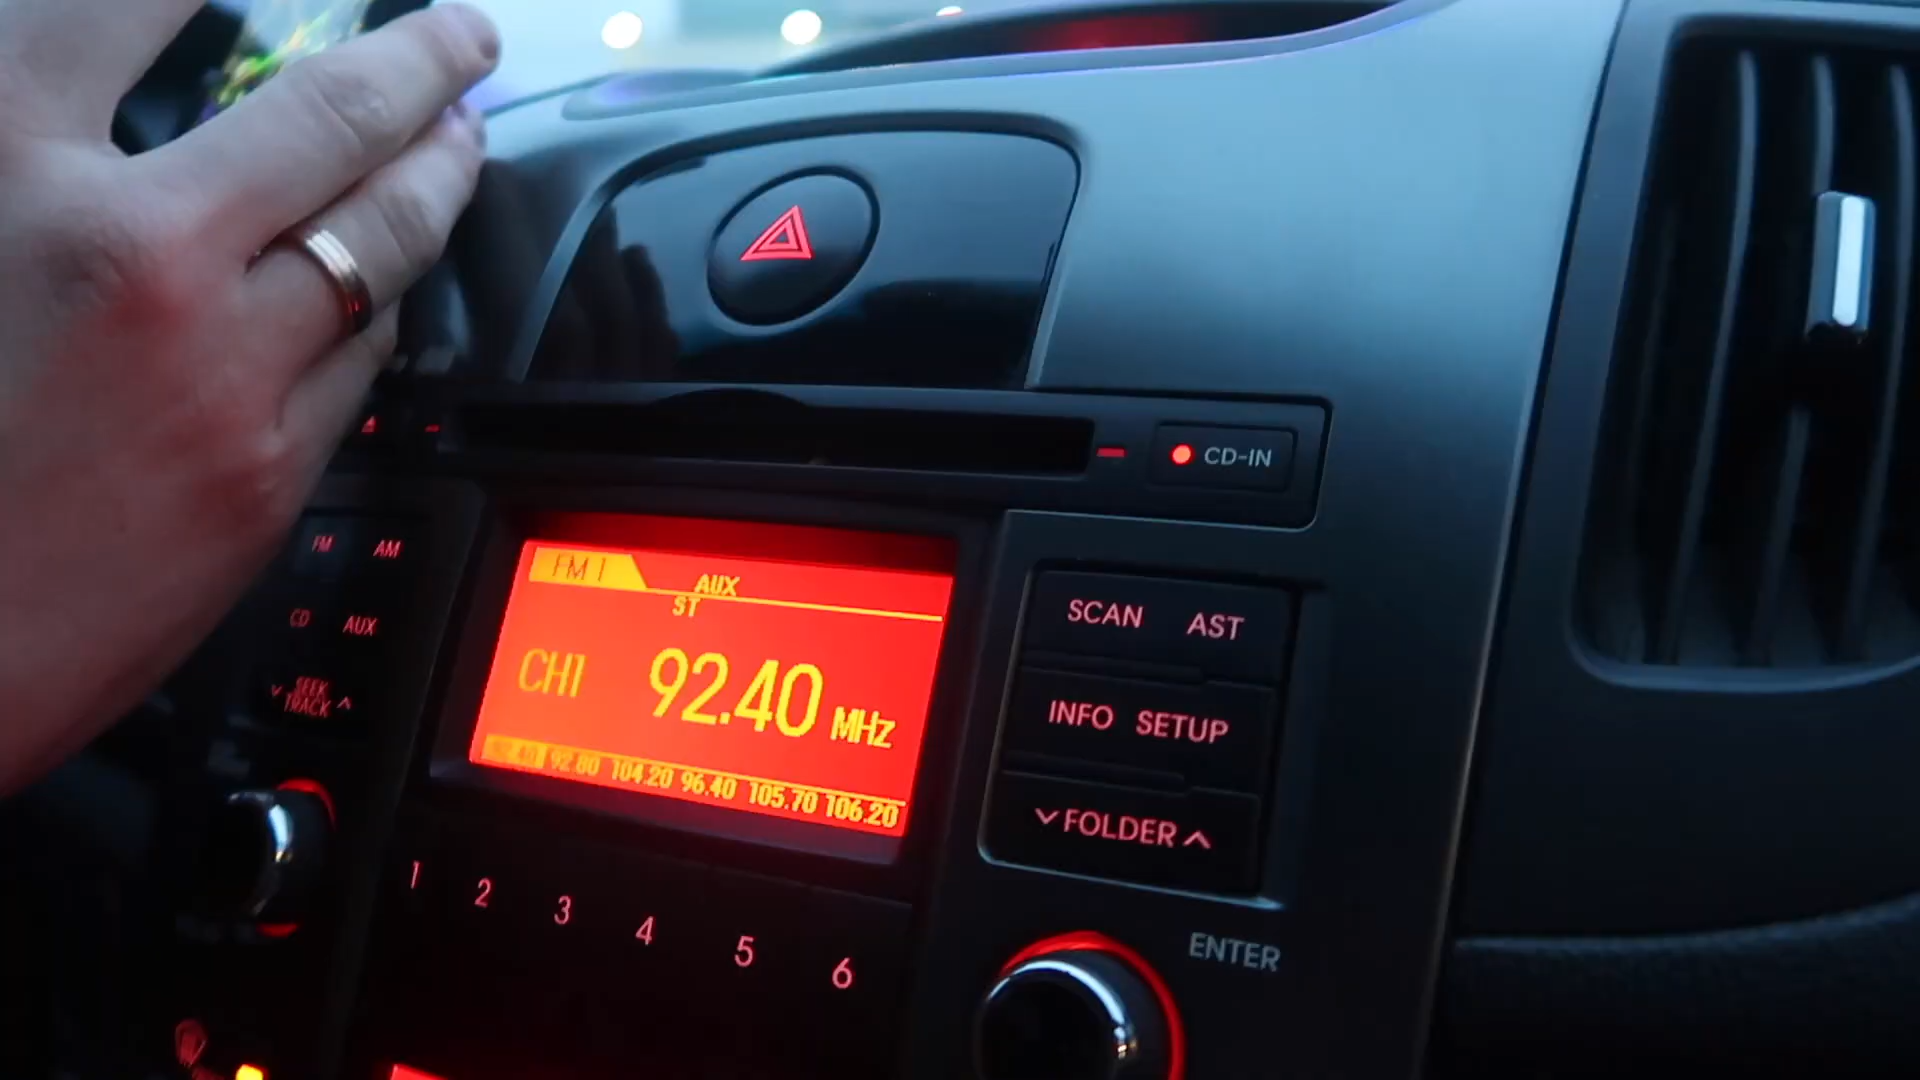 CD-IN
FM AM
CD AUX
SEEK
TRACK
FM 1
AUX
ST
CH1 92.40 MHz
92.40 92.80 104.20 96.40 105.70 106.20
SCAN AST
INFO SETUP
FOLDER
1 2 3 4 5 6
ENTER